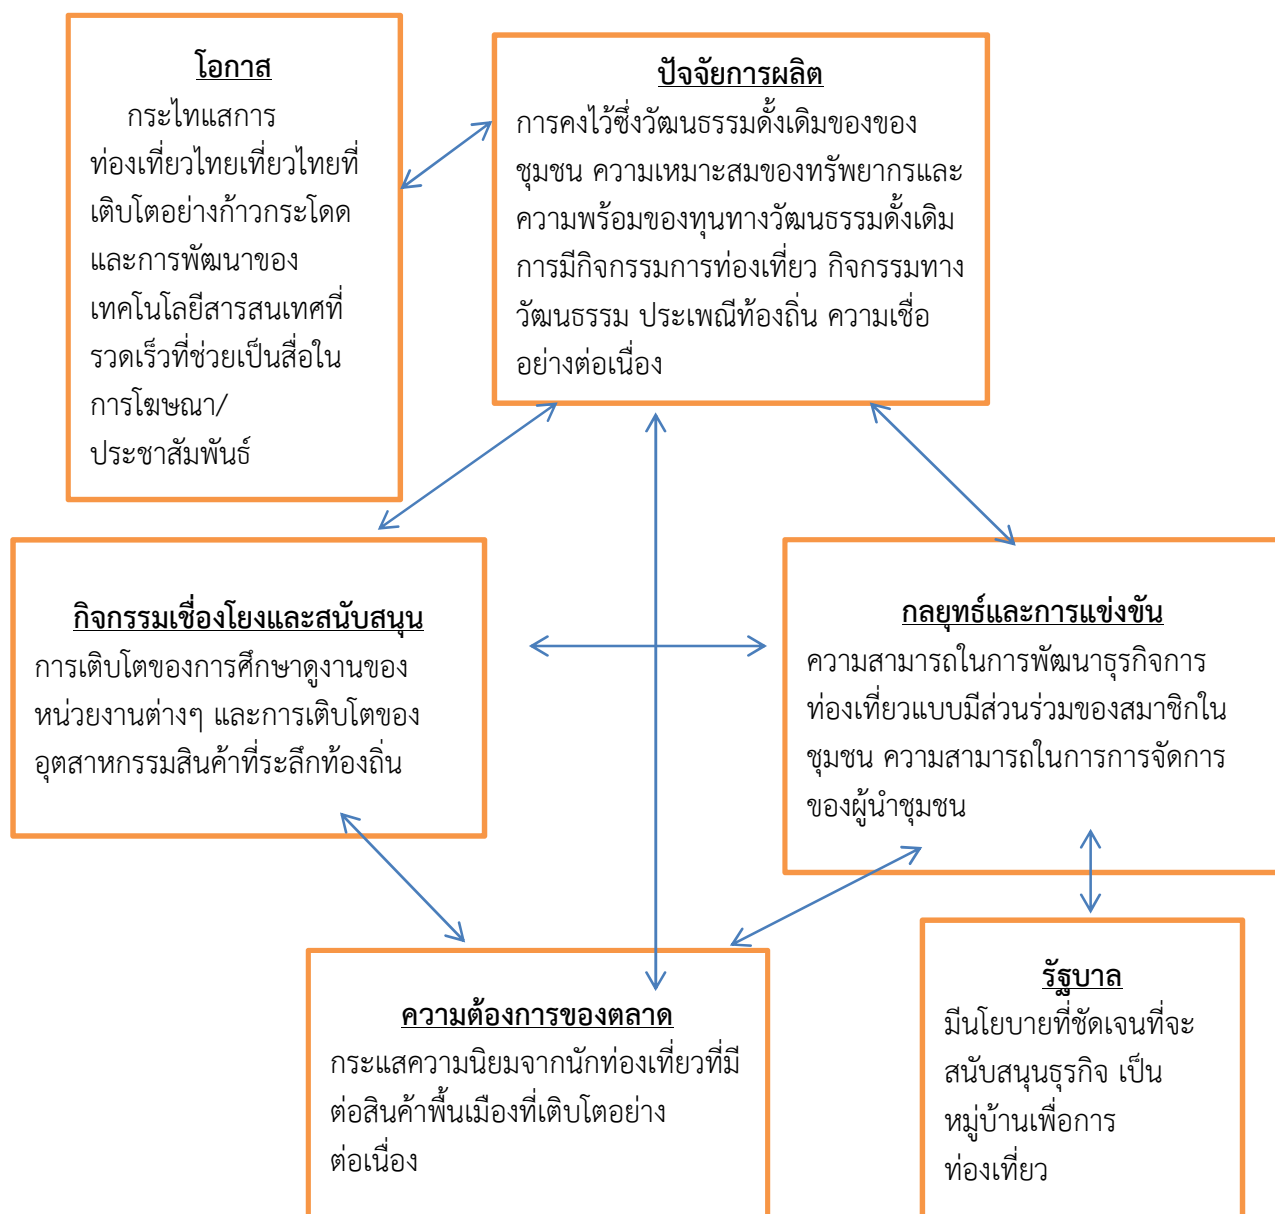 โอกาส
กระไทแสการ
ท่องเที่ยวไทยเที่ยวไทยที่
เติบโตอย่างก้าวกระโดด
และการพัฒนาของ
เทคโนโลยีสารสนเทศที่
รวดเร็วที่ช่วยเป็นสื่อใน
การโฆษณา/
ประชาสัมพันธ์
ปัจจัยการผลิต
การคงไว้ซึ่งวัฒนธรรมดั้งเดิมของของ
ชุมชน ความเหมาะสมของทรัพยากรและ
ความพร้อมของทุนทางวัฒนธรรมดั้งเดิม
การมีกิจกรรมการท่องเที่ยว กิจกรรมทาง
วัฒนธรรม ประเพณีท้องถิ่น ความเชื่อ
อย่างต่อเนื่อง
กิจกรรมเชื่องโยงและสนับสนุน
การเติบโตของการศึกษาดูงานของ
หน่วยงานต่างๆ และการเติบโตของ
อุตสาหกรรมสินค้าที่ระลึกท้องถิ่น
กลยุทธ์และการแข่งขัน
ความสามารถในการพัฒนาธุรกิจการ
ท่องเที่ยวแบบมีส่วนร่วมของสมาชิกใน
ชุมชน ความสามารถในการการจัดการ
ของผู้นำชุมชน
ความต้องการของตลาด
กระแสความนิยมจากนักท่องเที่ยวที่มี
ต่อสินค้าพื้นเมืองที่เติบโตอย่าง
ต่อเนื่อง
รัฐบาล
มีนโยบายที่ชัดเจนที่จะ
สนับสนุนธุรกิจ เป็น
หมู่บ้านเพื่อการ
ท่องเที่ยว